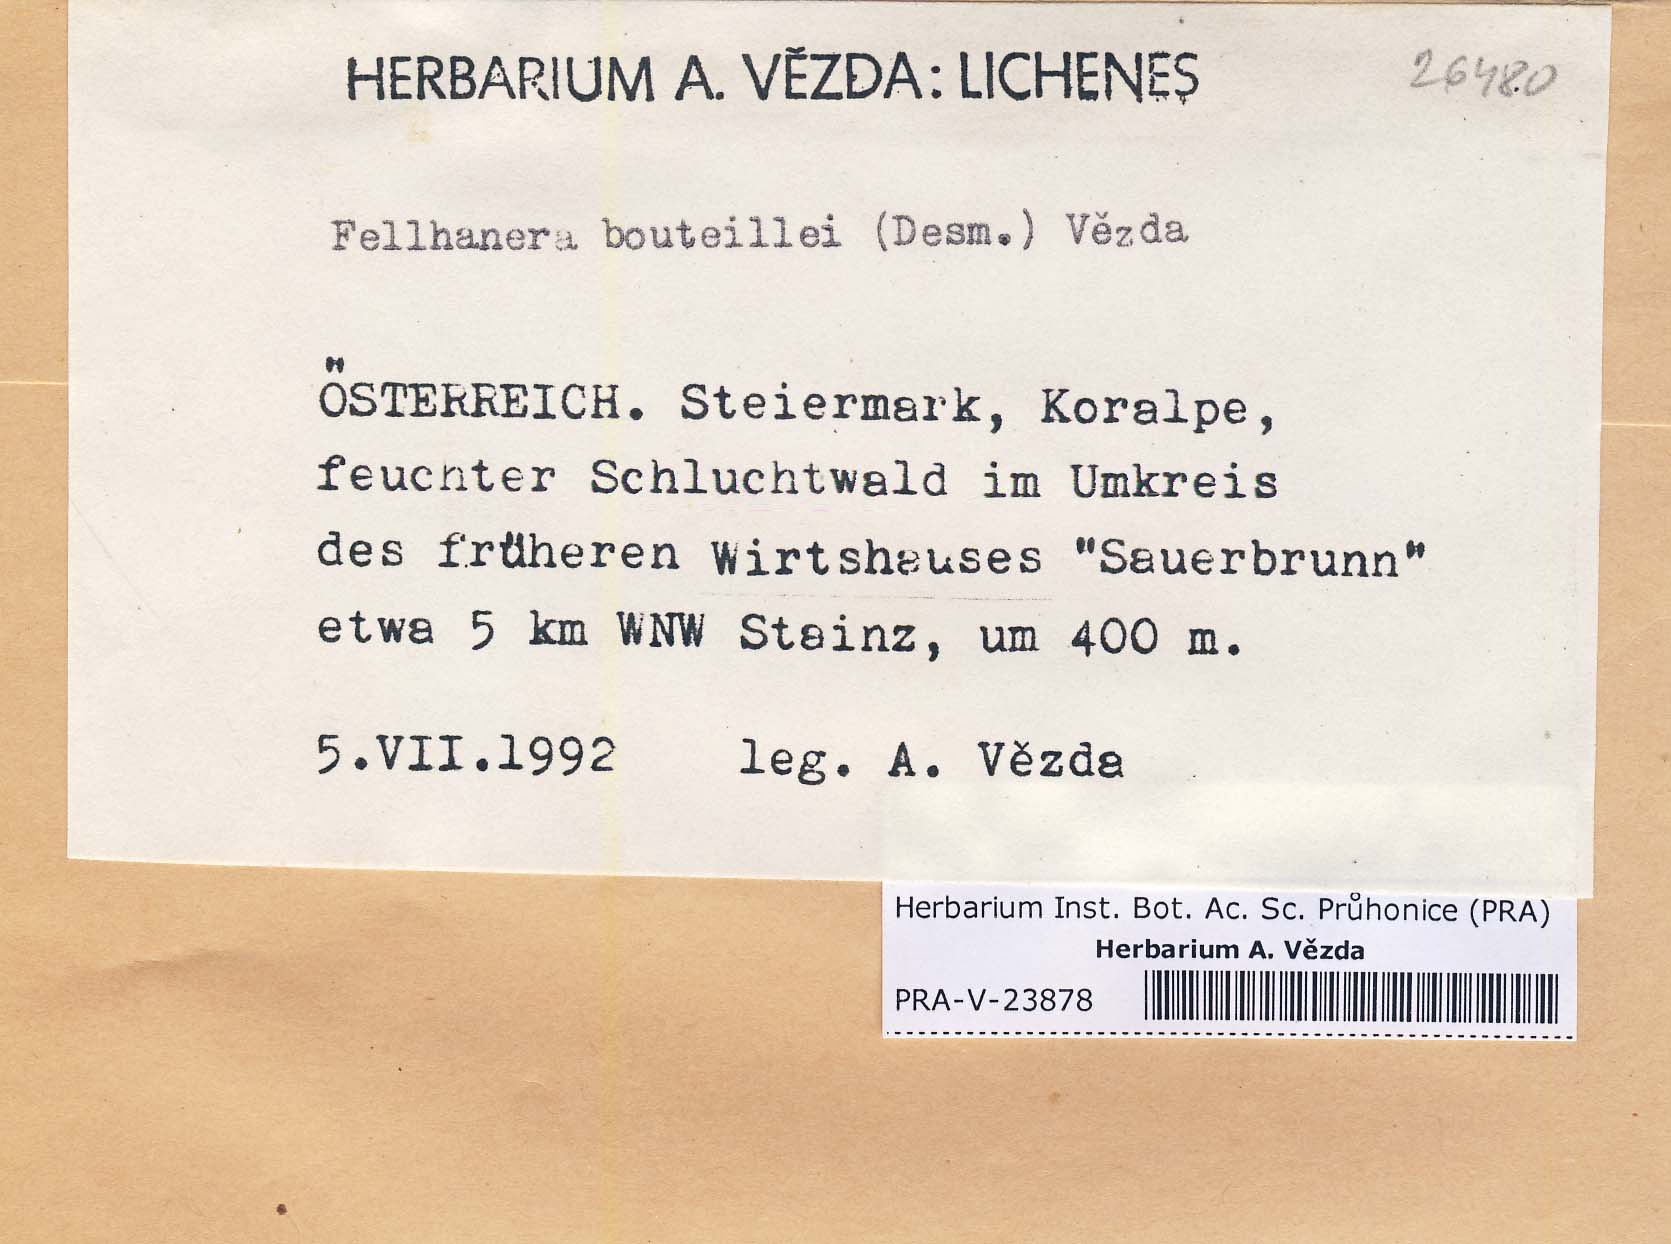 HERBARIUM A. VĚZDA: LICHENES
26480
Fellhanera bouteillei (Desm.) Vězda
ÖSTERREICH. Steiermark, Koralpe,
feuchter Schluchtwald im Umkreis
des früheren Wirtshauses "Sauerbrunn"
etwa 5 km WNW Stainz, um 400 m.
5.VII.1992 leg. A. Vězda
Herbarium Inst. Bot. Ac. Sc. Průhonice (PRA)
Herbarium A. Vězda
PRA-V-23878